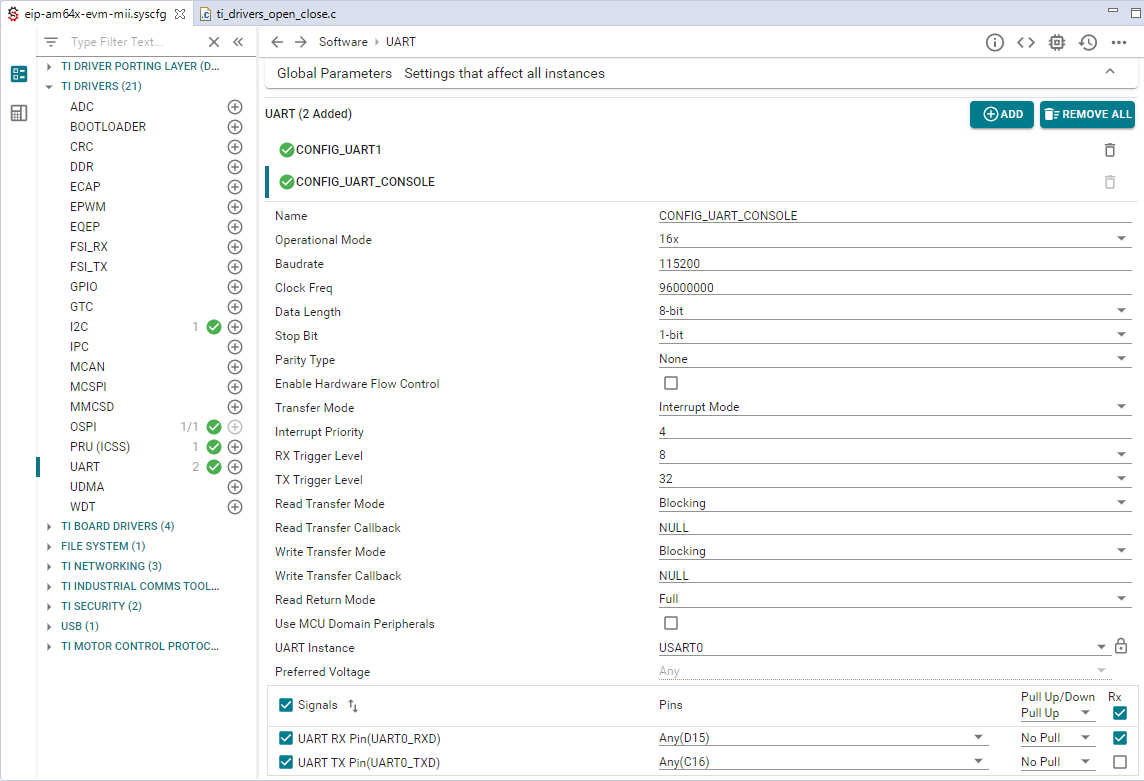 eip-am64x-evm-mii.syscfg
ti_drivers_open_close.c
Type Filter Text...
Software
UART
TI DRIVER PORTING LAYER (D...
TI DRIVERS (21)
ADC
BOOTLOADER
CRC
DDR
ECAP
EPWM
EQEP
FSI_RX
FSI_TX
GPIO
GTC
I2C 1
IPC
MCAN
MCSPI
MMCSD
OSPI 1/1
PRU (ICSS) 1
UART 2
UDMA
WDT
TI BOARD DRIVERS (4)
FILE SYSTEM (1)
TI NETWORKING (3)
TI INDUSTRIAL COMMS TOOL...
TI SECURITY (2)
USB (1)
TI MOTOR CONTROL PROTOC...
Global Parameters Settings that affect all instances
UART (2 Added)
ADD
REMOVE ALL
CONFIG_UART1
CONFIG_UART_CONSOLE
Name CONFIG_UART_CONSOLE
Operational Mode 16x
Baudrate 115200
Clock Freq 96000000
Data Length 8-bit
Stop Bit 1-bit
Parity Type None
Enable Hardware Flow Control
Transfer Mode Interrupt Mode
Interrupt Priority 4
RX Trigger Level 8
TX Trigger Level 32
Read Transfer Mode Blocking
Read Transfer Callback NULL
Write Transfer Mode Blocking
Write Transfer Callback NULL
Read Return Mode Full
Use MCU Domain Peripherals
UART Instance USART0
Preferred Voltage Any
Signals Pins Pull Up/Down Rx
Pull Up
UART RX Pin(UART0_RXD) Any(D15) No Pull
UART TX Pin(UART0_TXD) Any(C16) No Pull